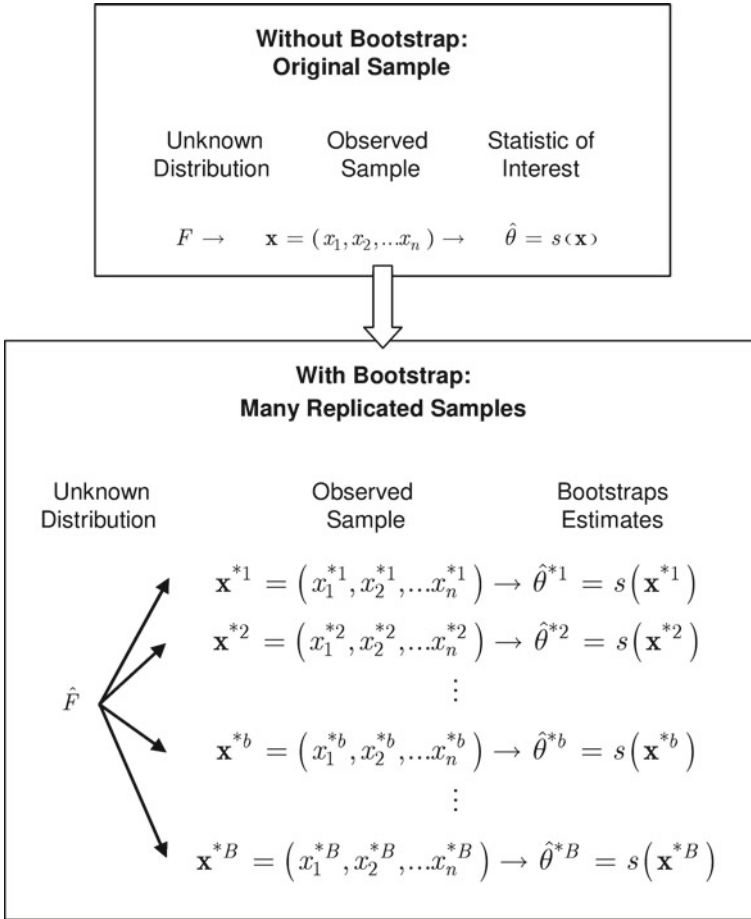 Without Bootstrap:
Original Sample
Unknown Distribution
Observed Sample
Statistic of Interest
F → x = (x₁, x₂, ...xₙ) → θ̂ = s(x)
With Bootstrap:
Many Replicated Samples
Unknown Distribution
Observed Sample
Bootstraps Estimates
x*¹ = (x₁*¹, x₂*¹, ...xₙ*¹) → θ̂*¹ = s(x*¹)
x*² = (x₁*², x₂*², ...xₙ*²) → θ̂*² = s(x*²)
⋮
F̂
x*ᵇ = (x₁*ᵇ, x₂*ᵇ, ...xₙ*ᵇ) → θ̂*ᵇ = s(x*ᵇ)
⋮
x*ᴮ = (x₁*ᴮ, x₂*ᴮ, ...xₙ*ᴮ) → θ̂*ᴮ = s(x*ᴮ)